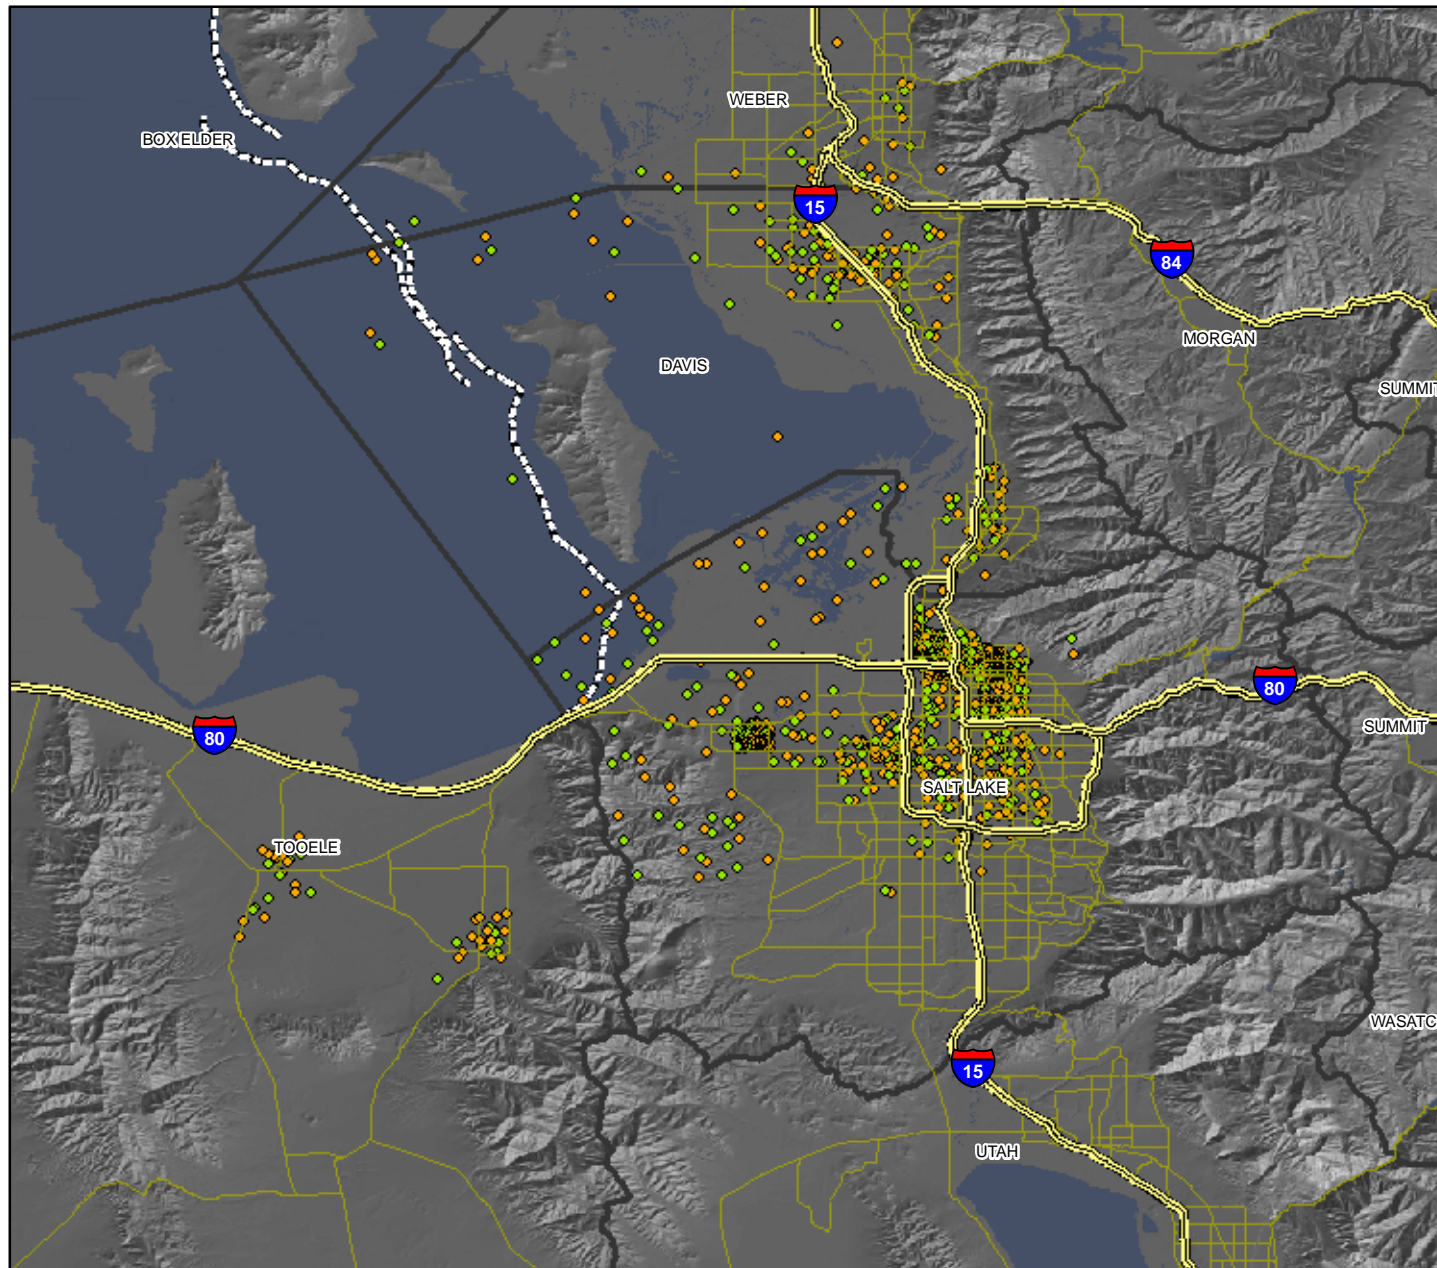 WEBER
BOX ELDER
15
84
MORGAN
DAVIS
SUMMIT
80
80
SUMMIT
SALT LAKE
TOOELE
WASATC
15
UTAH